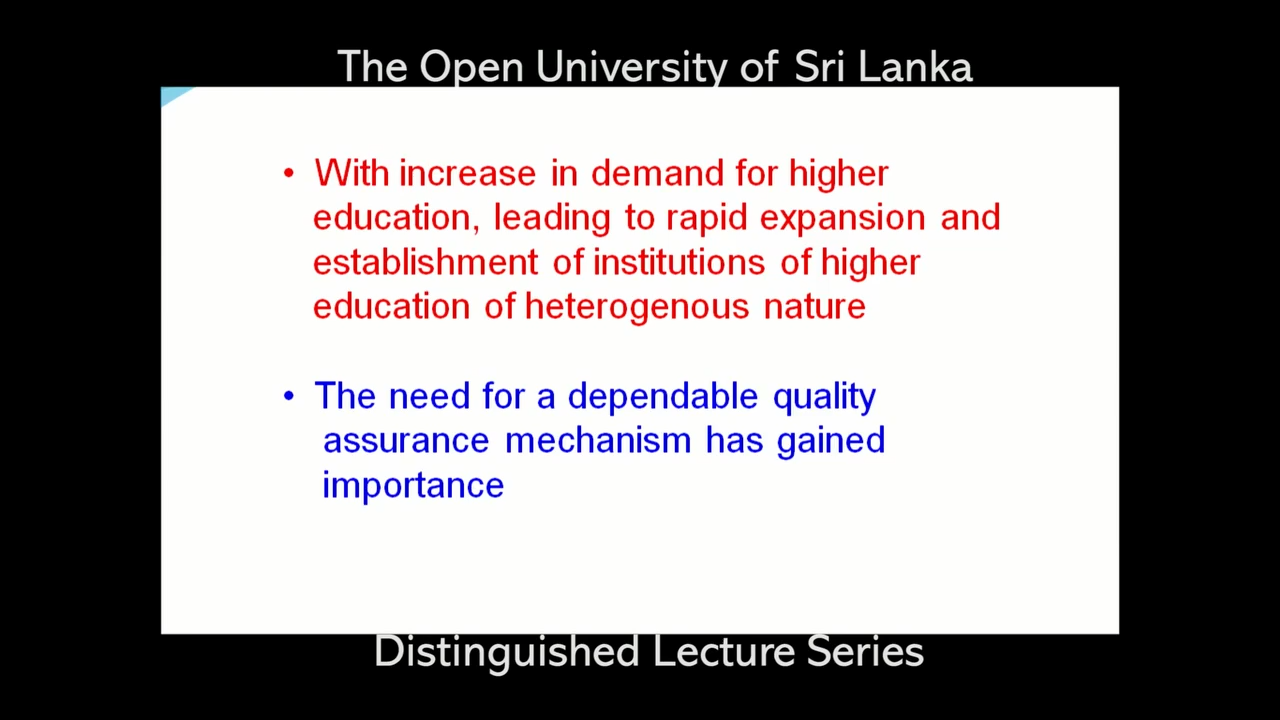 The Open University of Sri Lanka
• With increase in demand for higher
education, leading to rapid expansion and
establishment of institutions of higher
education of heterogenous nature
• The need for a dependable quality
assurance mechanism has gained
importance
Distinguished Lecture Series